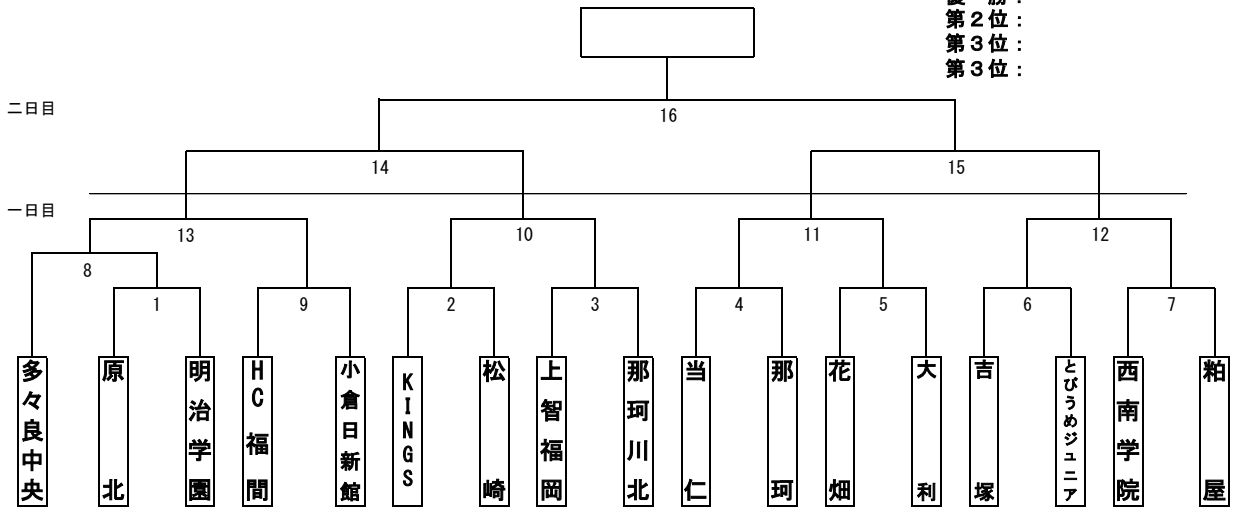 優　勝：
第２位：
第３位：
第３位：
二日目
16
14
15
一日目
13
10
11
12
8
1
9
2
3
4
5
6
7
多々良中央
原北
明治学園
HC福間
小倉日新館
KINGS
松崎
上智福岡
那珂川北
当仁
那珂
花畑
大利
吉塚
とびうめジュニア
西南学院
粕屋